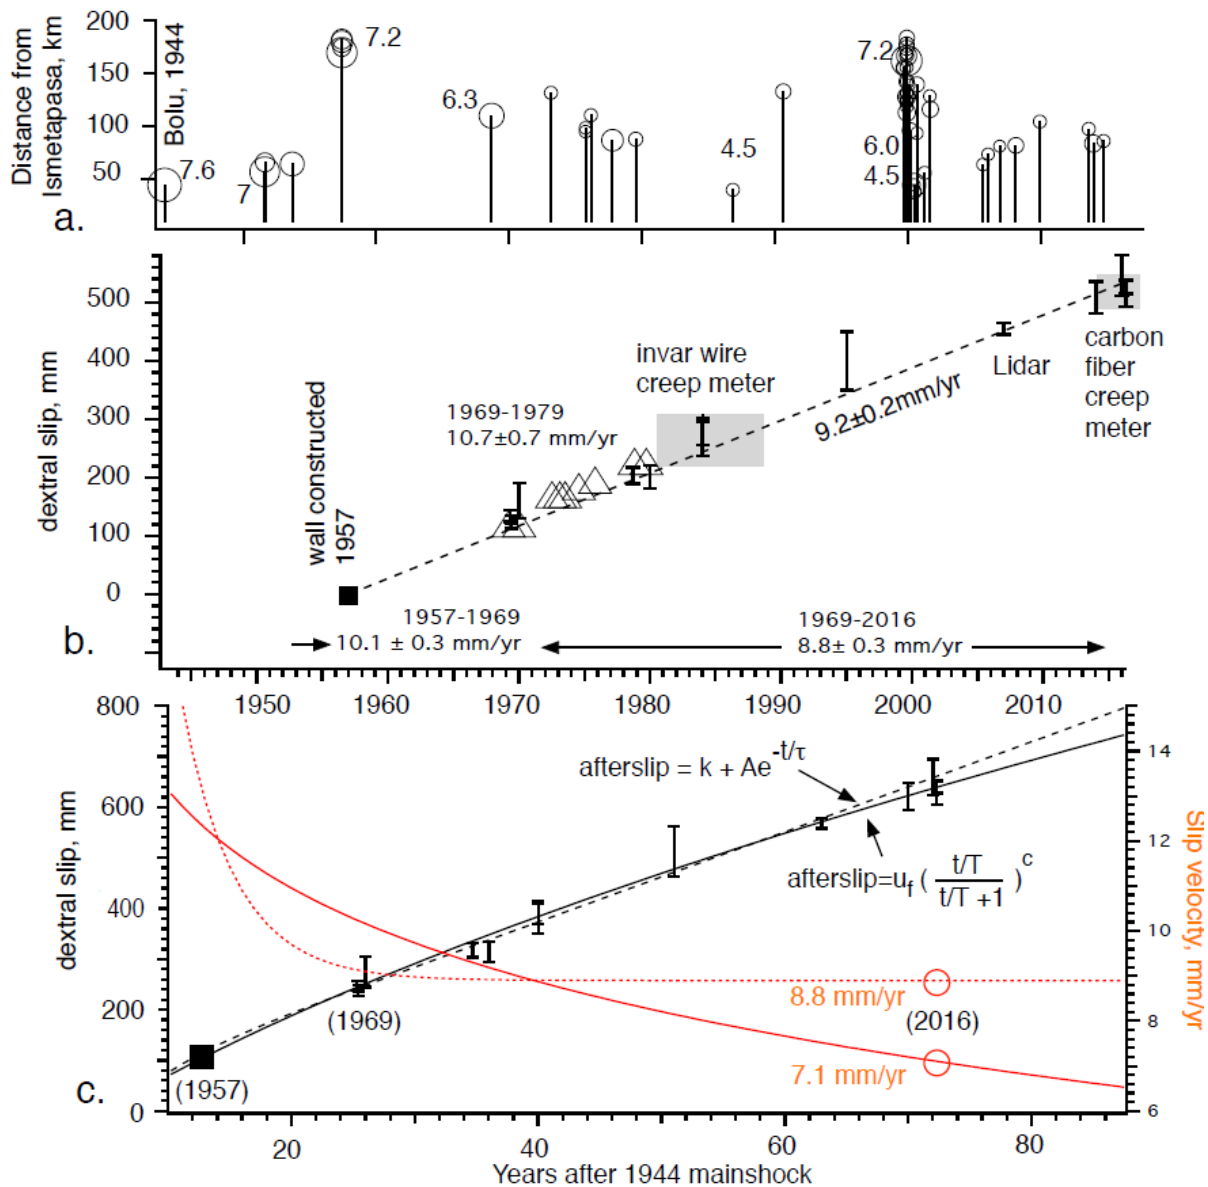 200
150
100
50
Distance from
Ismetapasa, km
Bolu, 1944
7.6
7
7.2
6.3
4.5
7.2
6.0
4.5
a.
500
400
300
200
100
0
dextral slip, mm
wall constructed
1957
1969-1979
10.7±0.7 mm/yr
invar wire
creep meter
9.2±0.2mm/yr
Lidar
carbon
fiber
creep
meter
1957-1969
10.1 ± 0.3 mm/yr
1969-2016
8.8± 0.3 mm/yr
b.
1950
1960
1970
1980
1990
2000
2010
800
600
400
200
0
dextral slip, mm
afterslip = k + Ae^-t/τ
afterslip=u_f ( t/T / t/T +1 )^c
14
12
10
8
6
Slip velocity, mm/yr
8.8 mm/yr
(2016)
7.1 mm/yr
(1969)
(1957)
c.
20
40
60
80
Years after 1944 mainshock